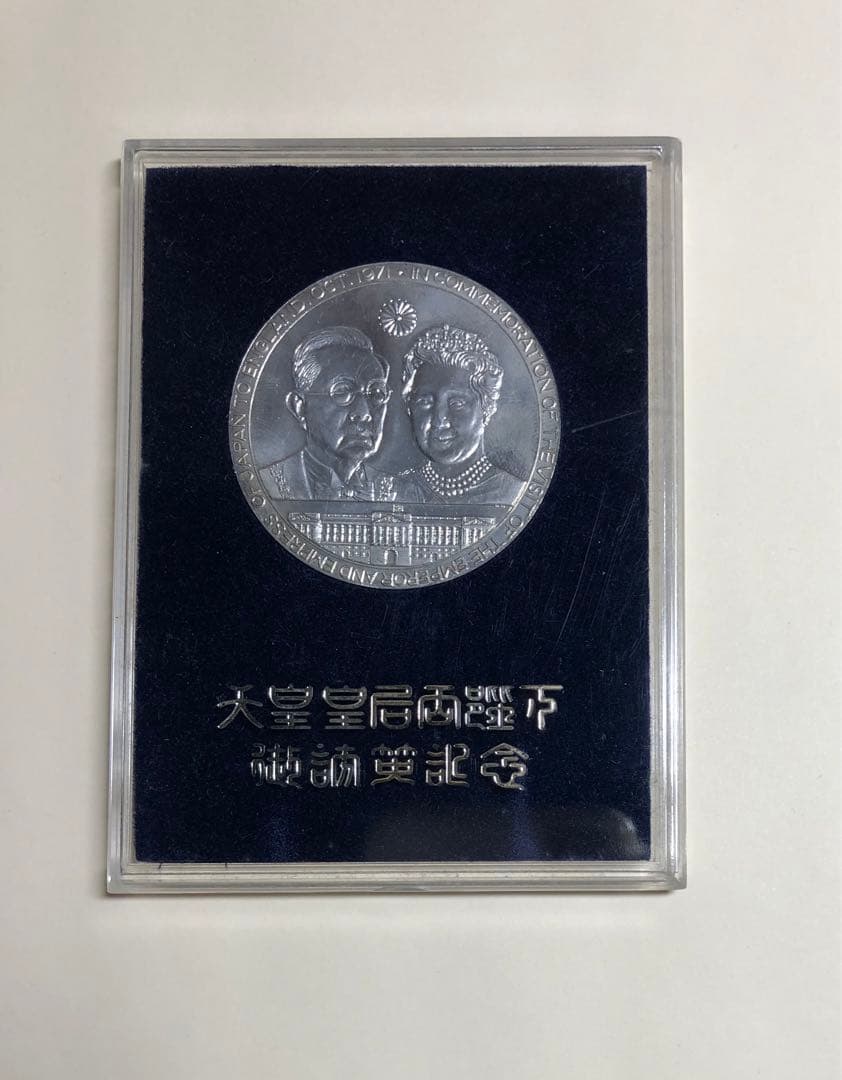 IN COMMEMORATION OF THE VISIT OF THE EMPEROR AND EMPRESS OF JAPAN TO ENGLAND, OCT. 1971 •
天皇皇后両陛下
御訪英記念